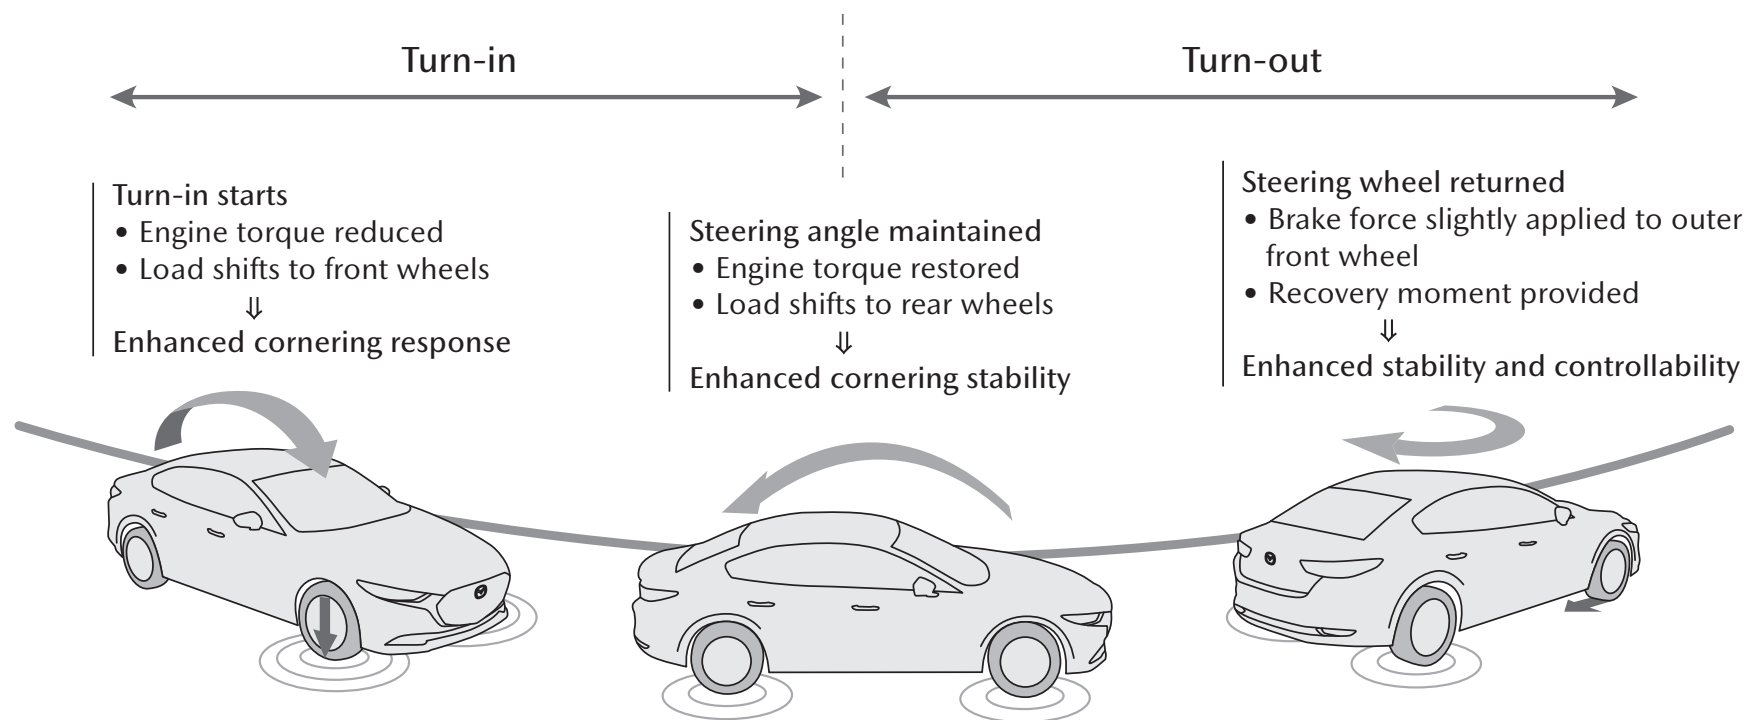 Turn-in
Turn-out
Turn-in starts
• Engine torque reduced
• Load shifts to front wheels
⇓
Enhanced cornering response
Steering angle maintained
• Engine torque restored
• Load shifts to rear wheels
⇓
Enhanced cornering stability
Steering wheel returned
• Brake force slightly applied to outer
front wheel
• Recovery moment provided
⇓
Enhanced stability and controllability